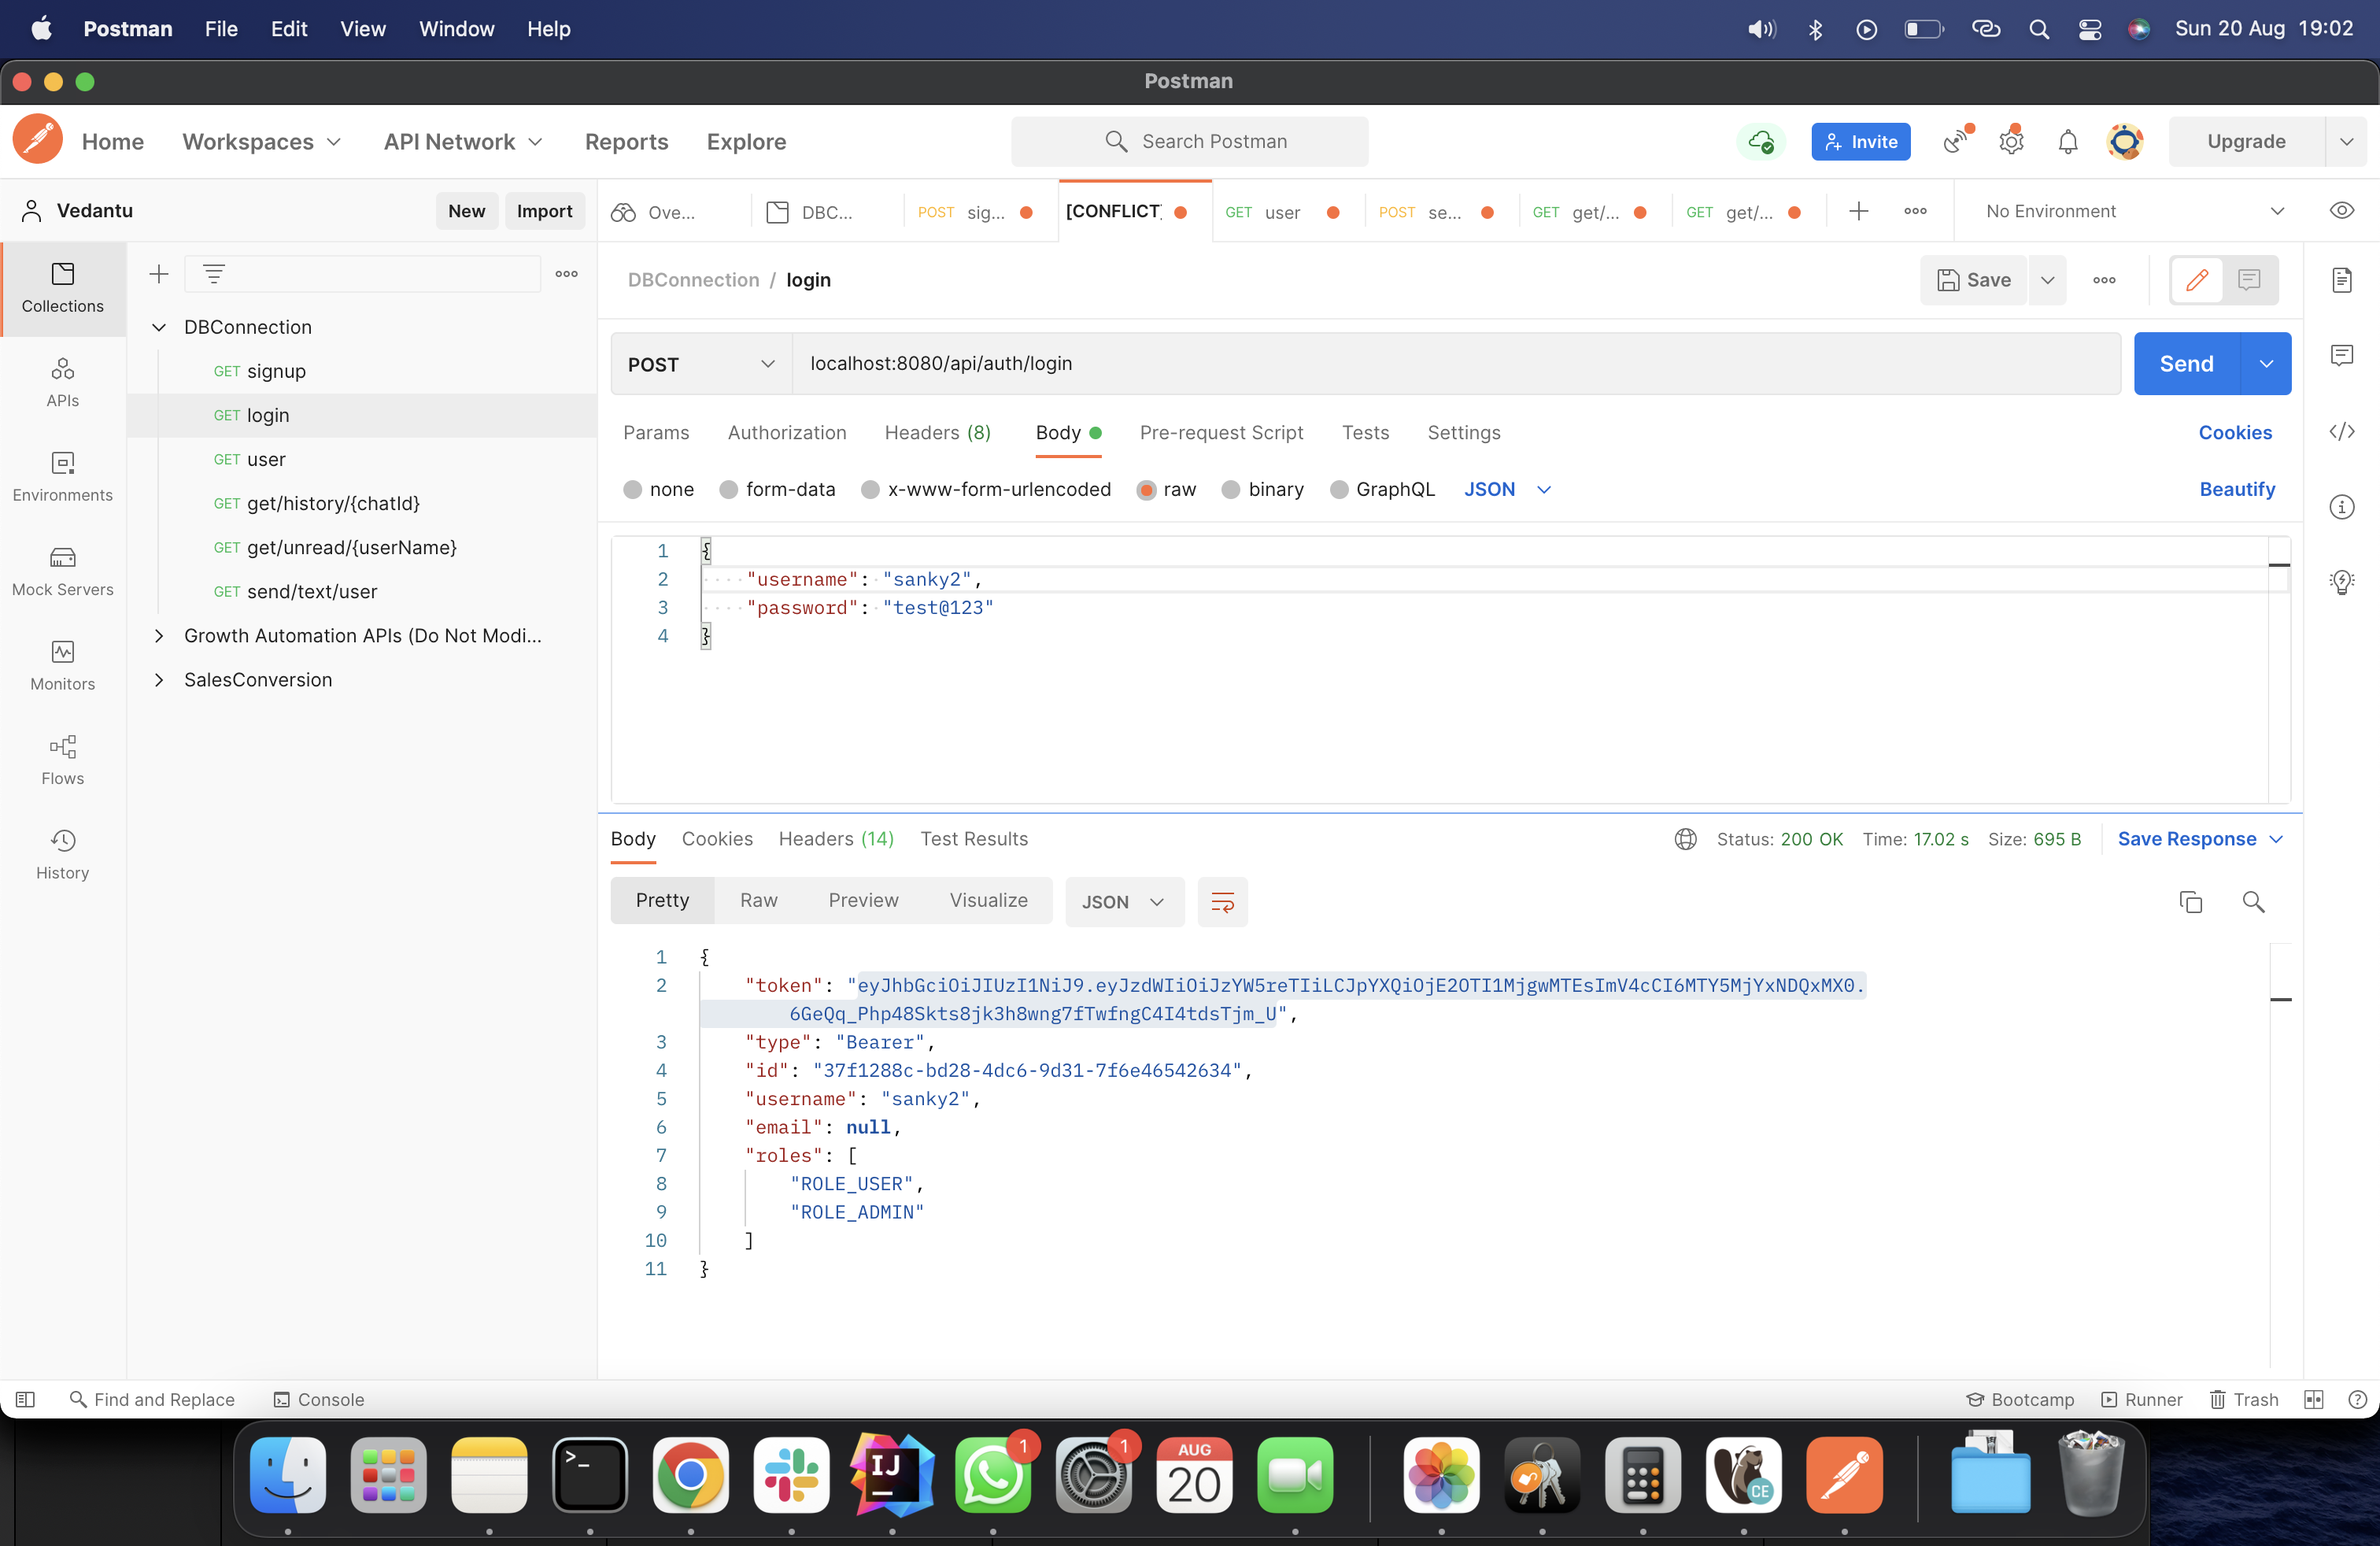 Postman File Edit View Window Help Sun 20 Aug 19:02
Postman
Home Workspaces API Network Reports Explore Search Postman Invite Upgrade
Vedantu New Import Ove... DBC... POST sig... [CONFLICT] GET user POST se... GET get/... GET get/... No Environment
Collections
APIs
Environments
Mock Servers
Monitors
Flows
History
DBConnection
GET signup
GET login
GET user
GET get/history/{chatId}
GET get/unread/{userName}
GET send/text/user
Growth Automation APIs (Do Not Modi...
SalesConversion
DBConnection / login Save
POST localhost:8080/api/auth/login Send
Params Authorization Headers (8) Body Pre-request Script Tests Settings Cookies
none form-data x-www-form-urlencoded raw binary GraphQL JSON Beautify
1 {
2 "username": "sanky2",
3 "password": "test@123"
4 }
Body Cookies Headers (14) Test Results Status: 200 OK Time: 17.02 s Size: 695 B Save Response
Pretty Raw Preview Visualize JSON
1 {
2 "token": "eyJhbGciOiJIUzI1NiJ9.eyJzdWIiOiJzYW5reTIiLCJpYXQiOjE2OTI1MjgwMTEsImV4cCI6MTY5MjYxNDQxMX0.
6GeQq_Php48Skts8jk3h8wng7fTwfngC4I4tdsTjm_U",
3 "type": "Bearer",
4 "id": "37f1288c-bd28-4dc6-9d31-7f6e46542634",
5 "username": "sanky2",
6 "email": null,
7 "roles": [
8 "ROLE_USER",
9 "ROLE_ADMIN"
10 ]
11 }
Find and Replace Console Bootcamp Runner Trash
>_ IJ 1 1 AUG 20 CE